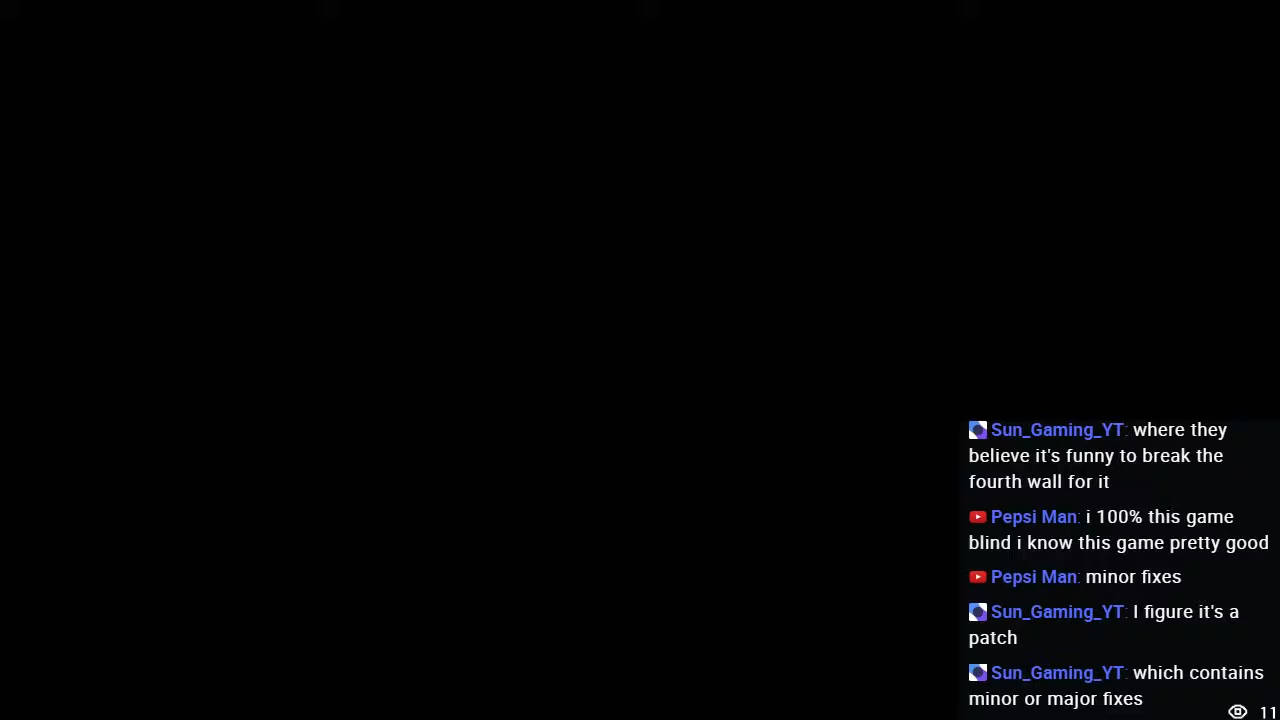 Sun_Gaming_YT: where they
believe it's funny to break the
fourth wall for it
Pepsi Man: i 100% this game
blind i know this game pretty good
Pepsi Man: minor fixes
Sun_Gaming_YT: I figure it's a
patch
Sun_Gaming_YT: which contains
minor or major fixes
11